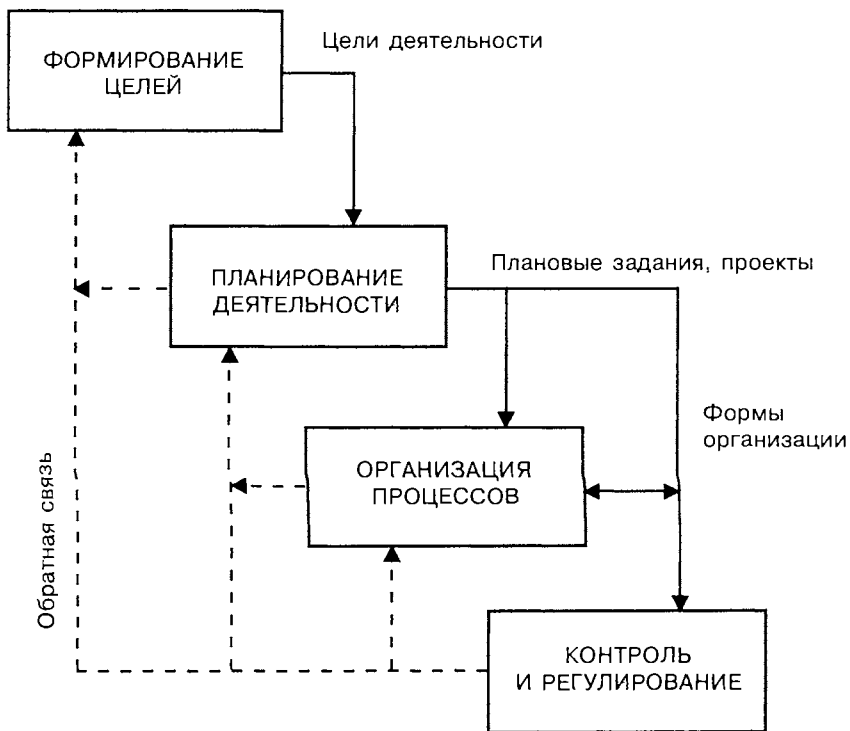 ФОРМИРОВАНИЕ
ЦЕЛЕЙ
Цели деятельности
ПЛАНИРОВАНИЕ
ДЕЯТЕЛЬНОСТИ
Плановые задания, проекты
Формы
организации
ОРГАНИЗАЦИЯ
ПРОЦЕССОВ
Обратная связь
КОНТРОЛЬ
И РЕГУЛИРОВАНИЕ